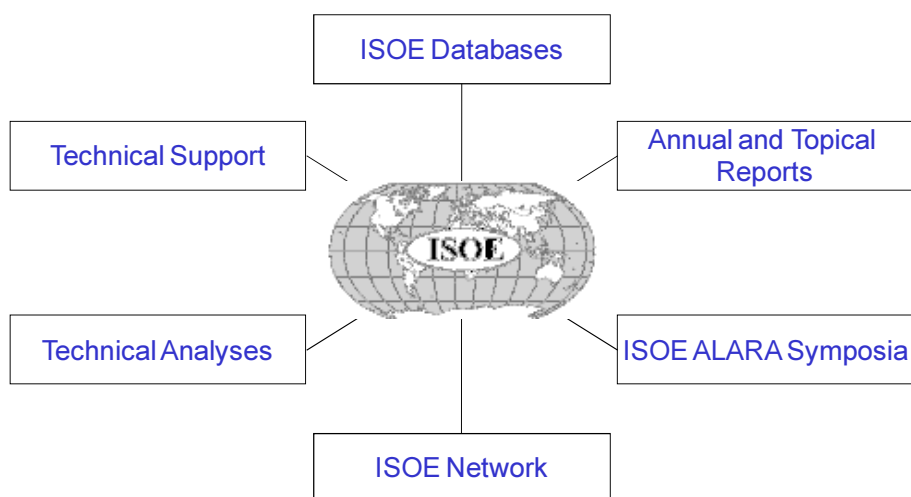 ISOE Databases
Technical Support
Annual and Topical
Reports
ISOE
Technical Analyses
ISOE ALARA Symposia
ISOE Network